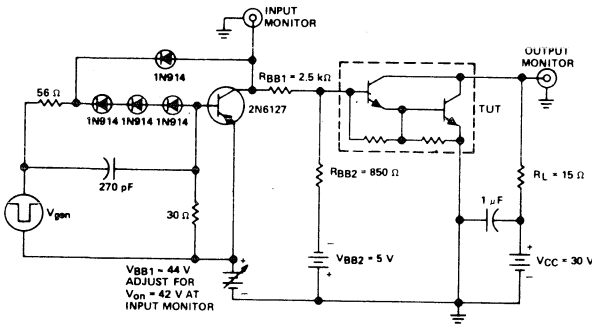 INPUT
MONITOR
OUTPUT
MONITOR
1N914
RBB1 = 2.5 kΩ
56 Ω
2N6127
TUT
1N914 1N914 1N914
RBB2 = 850 Ω
1 μF
RL = 15 Ω
270 pF
Vgen
30 Ω
VBB1 = 44 V
ADJUST FOR
Von = 42 V AT
INPUT MONITOR
+
-
-
VBB2 = 5 V
+
+
VCC = 30 V
-